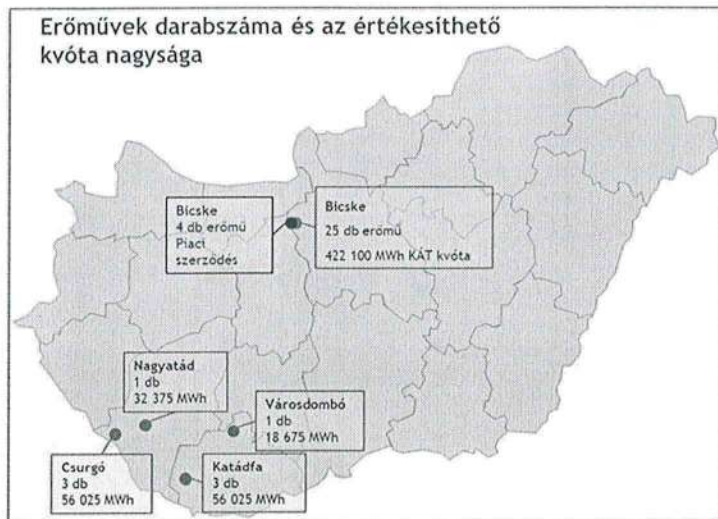 Erőművek darabszáma és az értékesíthető
kvóta nagysága
Bicske
4 db erőmű
Piaci
szerződés
Bicske
25 db erőmű
422 100 MWh KÁT kvóta
Nagyatád
1 db
32 375 MWh
Városdombó
1 db
18 675 MWh
Csurgó
3 db
56 025 MWh
Katádfa
3 db
56 025 MWh